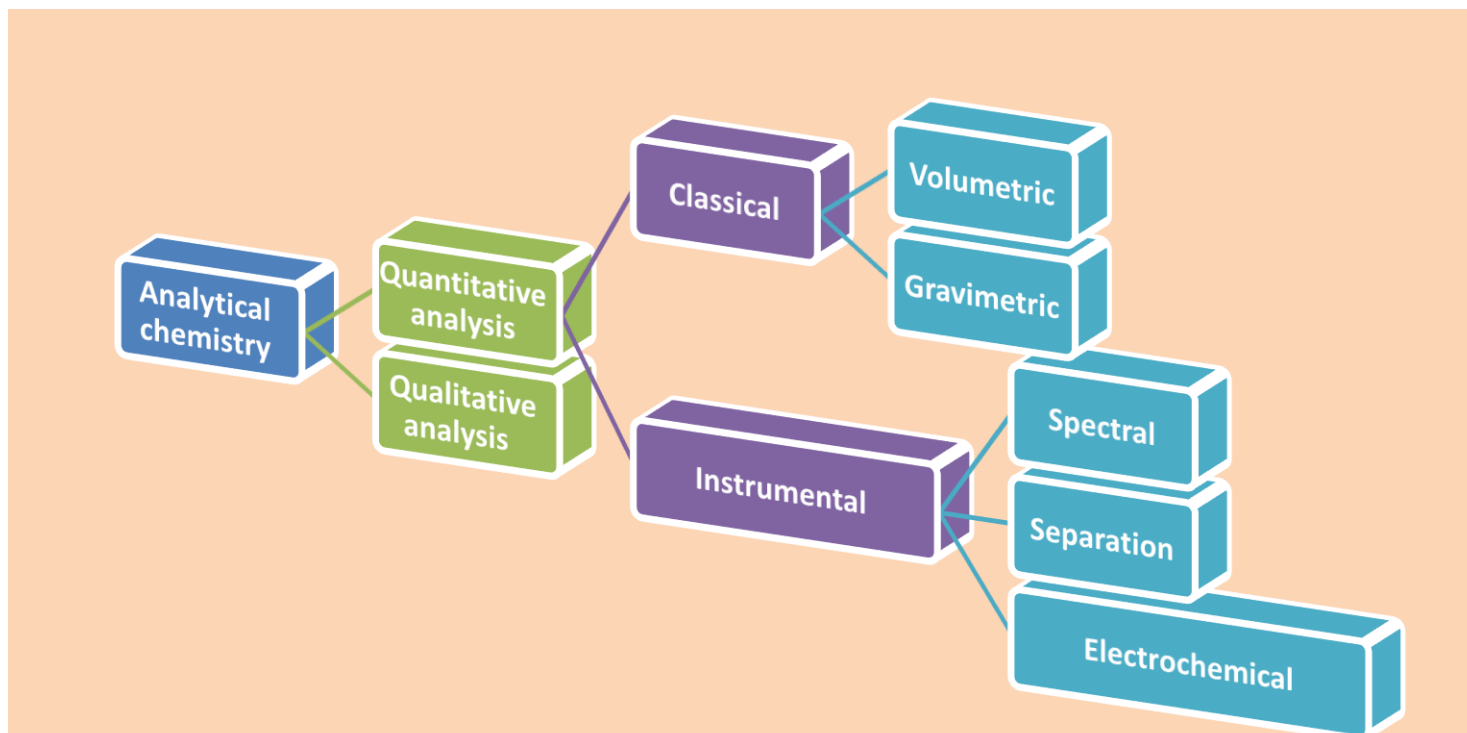 Analytical
chemistry
Quantitative
analysis
Qualitative
analysis
Classical
Instrumental
Volumetric
Gravimetric
Spectral
Separation
Electrochemical